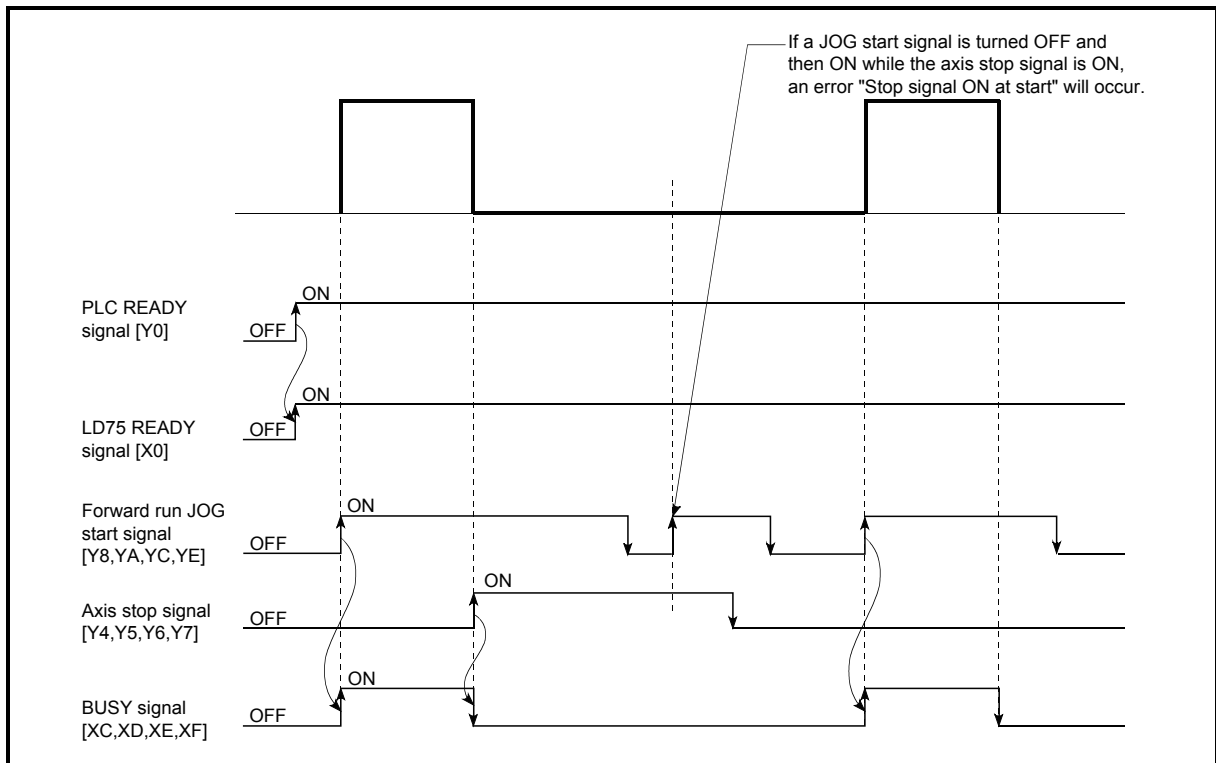 If a JOG start signal is turned OFF and
then ON while the axis stop signal is ON,
an error "Stop signal ON at start" will occur.
ON
PLC READY
signal [Y0]
OFF
ON
LD75 READY
signal [X0]
OFF
Forward run JOG
start signal
[Y8,YA,YC,YE]
ON
OFF
ON
Axis stop signal
[Y4,Y5,Y6,Y7]
OFF
ON
BUSY signal
[XC,XD,XE,XF]
OFF